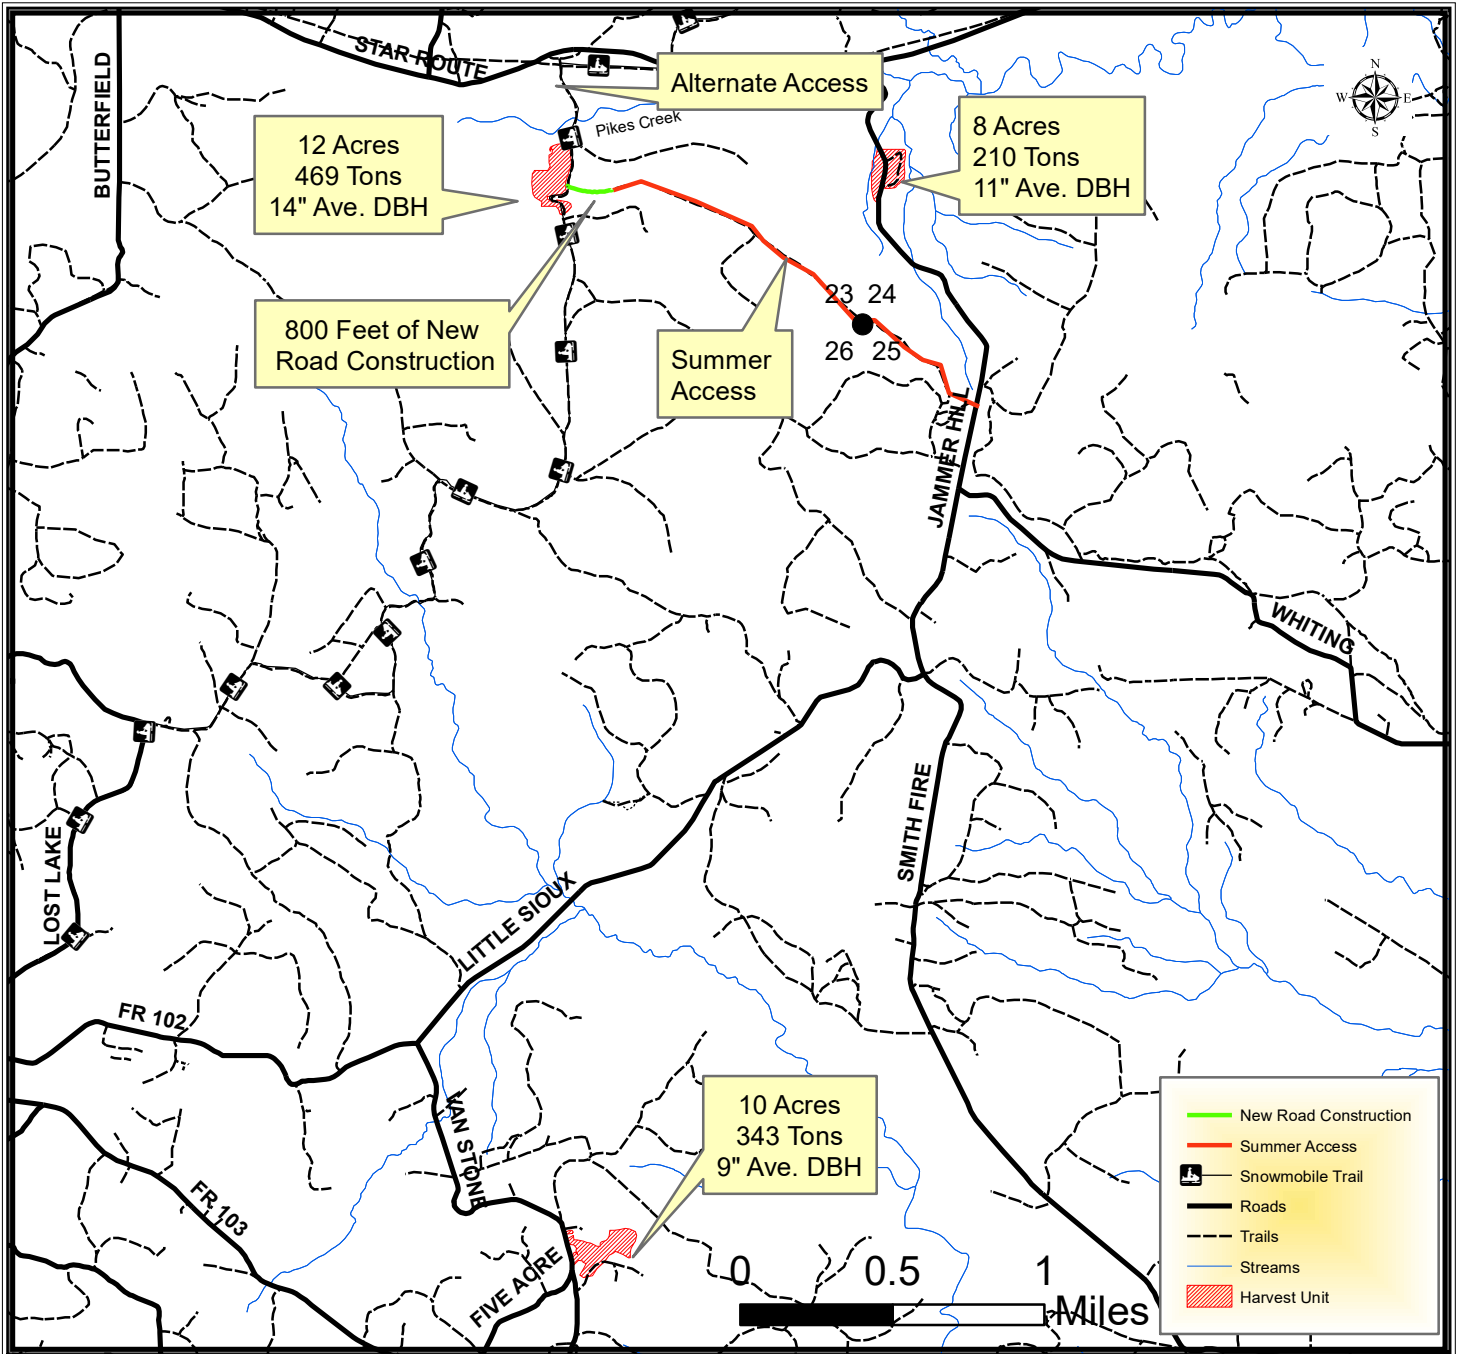 STAR ROUTE
Alternate Access
N
W E
S
BUTTERFIELD
Pikes Creek
12 Acres
469 Tons
14" Ave. DBH
8 Acres
210 Tons
11" Ave. DBH
23 24
26 25
800 Feet of New
Road Construction
Summer
Access
JAMMER HILL
WHITING
SMITH FIRE
LOST LAKE
LITTLE SIOUX
FR 102
VAN STONE
FR 103
FIVE ACRE
10 Acres
343 Tons
9" Ave. DBH
0 0.5 1
Miles
New Road Construction
Summer Access
Snowmobile Trail
Roads
Trails
Streams
Harvest Unit